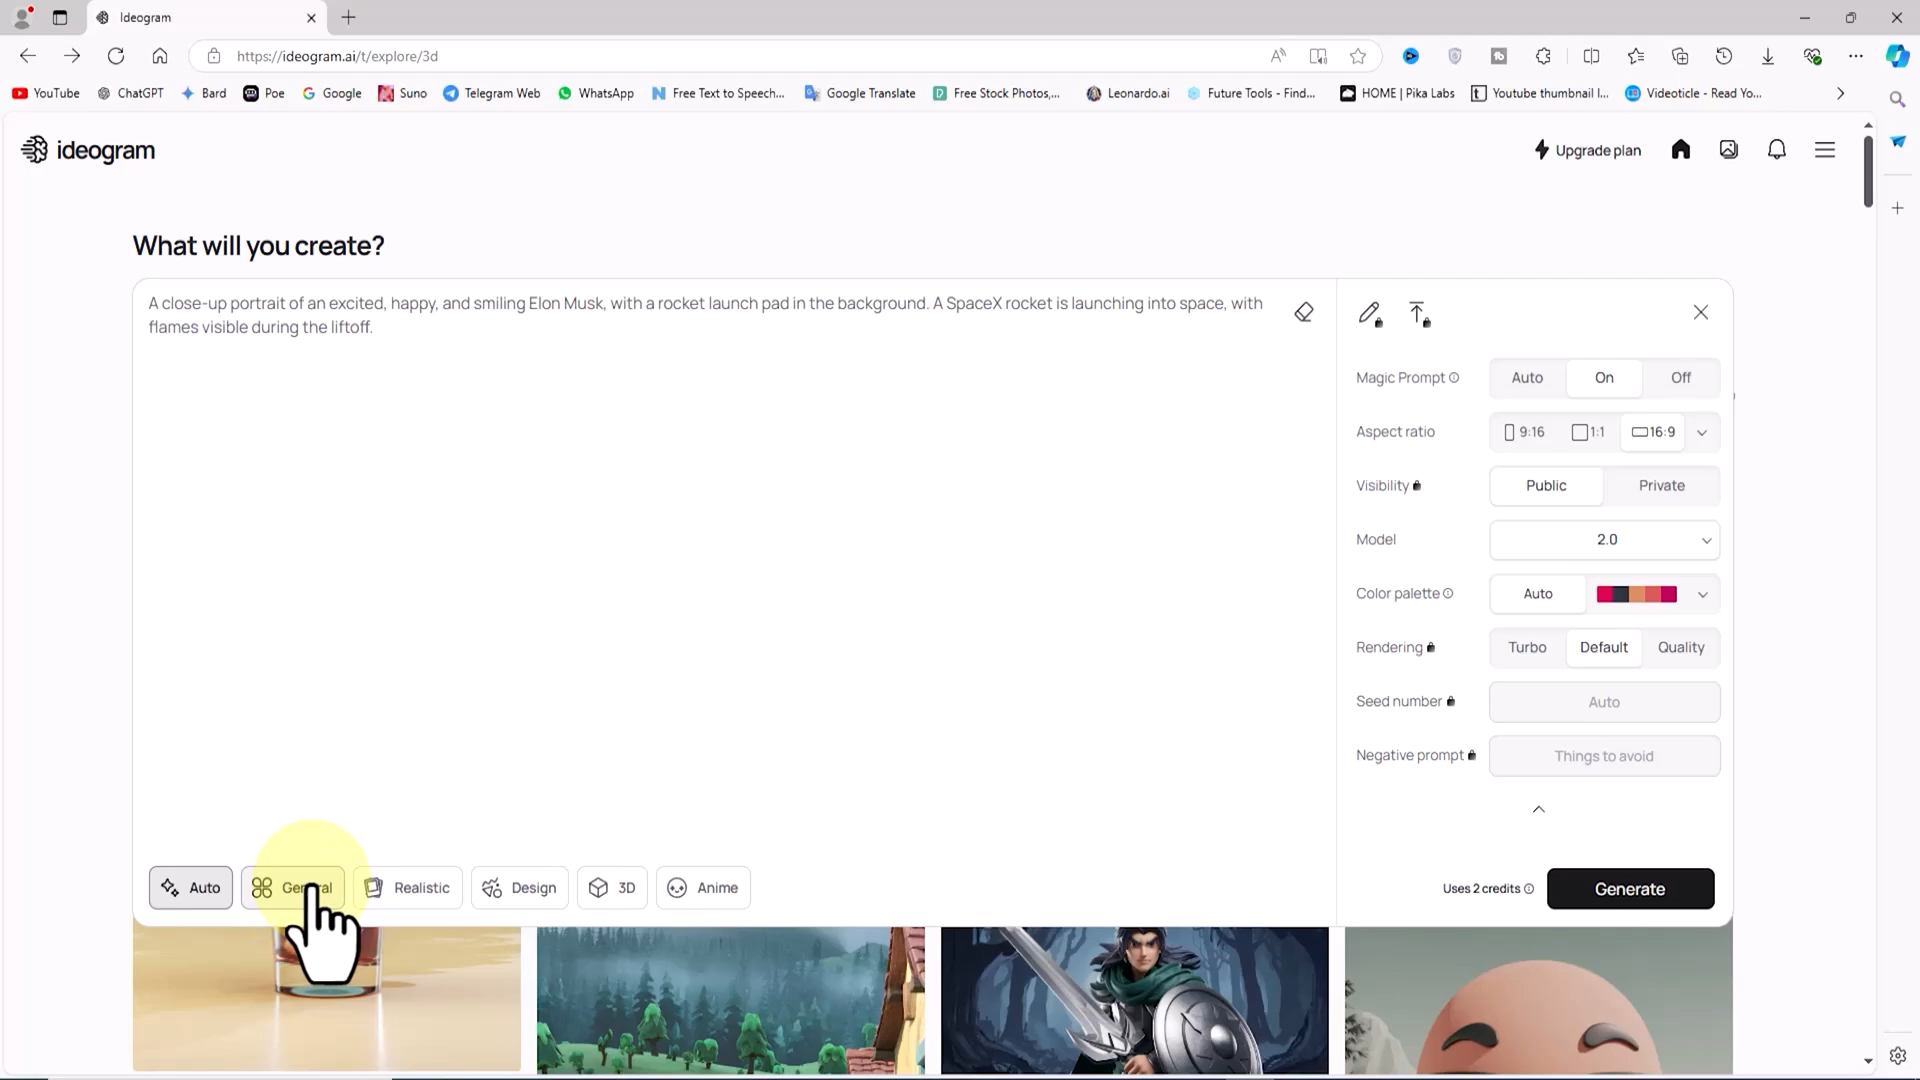 Ideogram
https://ideogram.ai/t/explore/3d
YouTube
ChatGPT
Bard
Poe
Google
Suno
Telegram Web
WhatsApp
Free Text to Speech...
Google Translate
Free Stock Photos,...
Leonardo.ai
Future Tools - Find...
HOME | Pika Labs
Youtube thumbnail I...
Videoticle - Read Yo...
ideogram
Upgrade plan
What will you create?
A close-up portrait of an excited, happy, and smiling Elon Musk, with a rocket launch pad in the background. A SpaceX rocket is launching into space, with
flames visible during the liftoff.
Magic Prompt
Auto
On
Off
Aspect ratio
9:16
1:1
16:9
Visibility
Public
Private
Model
2.0
Color palette
Auto
Rendering
Turbo
Default
Quality
Seed number
Auto
Negative prompt
Things to avoid
Auto
General
Realistic
Design
3D
Anime
Uses 2 credits
Generate